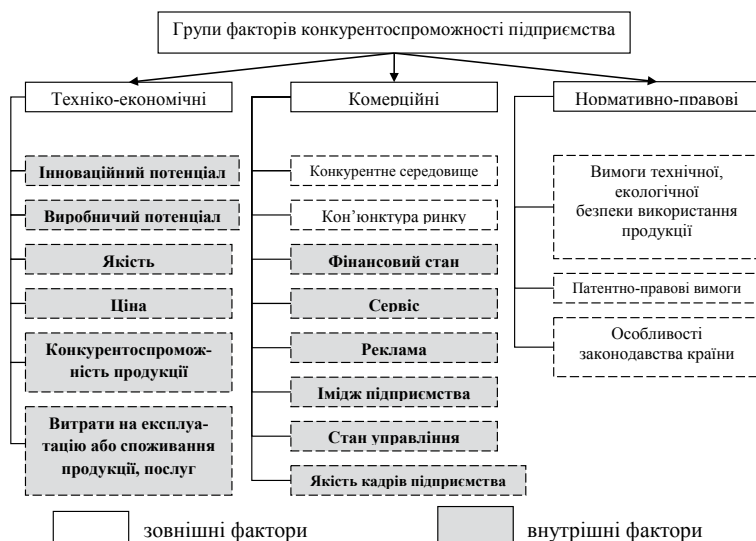 Групи факторів конкурентоспроможності підприємства
Техніко-економічні
Комерційні
Нормативно-правові
Інноваційний потенціал
Виробничий потенціал
Якість
Ціна
Конкурентоспромож-
ність продукції
Витрати на експлуа-
тацію або споживання
продукції, послуг
Конкурентне середовище
Кон’юнктура ринку
Фінансовий стан
Сервіс
Реклама
Імідж підприємства
Стан управління
Якість кадрів підприємства
Вимоги технічної,
екологічної
безпеки використання
продукції
Патентно-правові вимоги
Особливості
законодавства країни
зовнішні фактори
внутрішні фактори